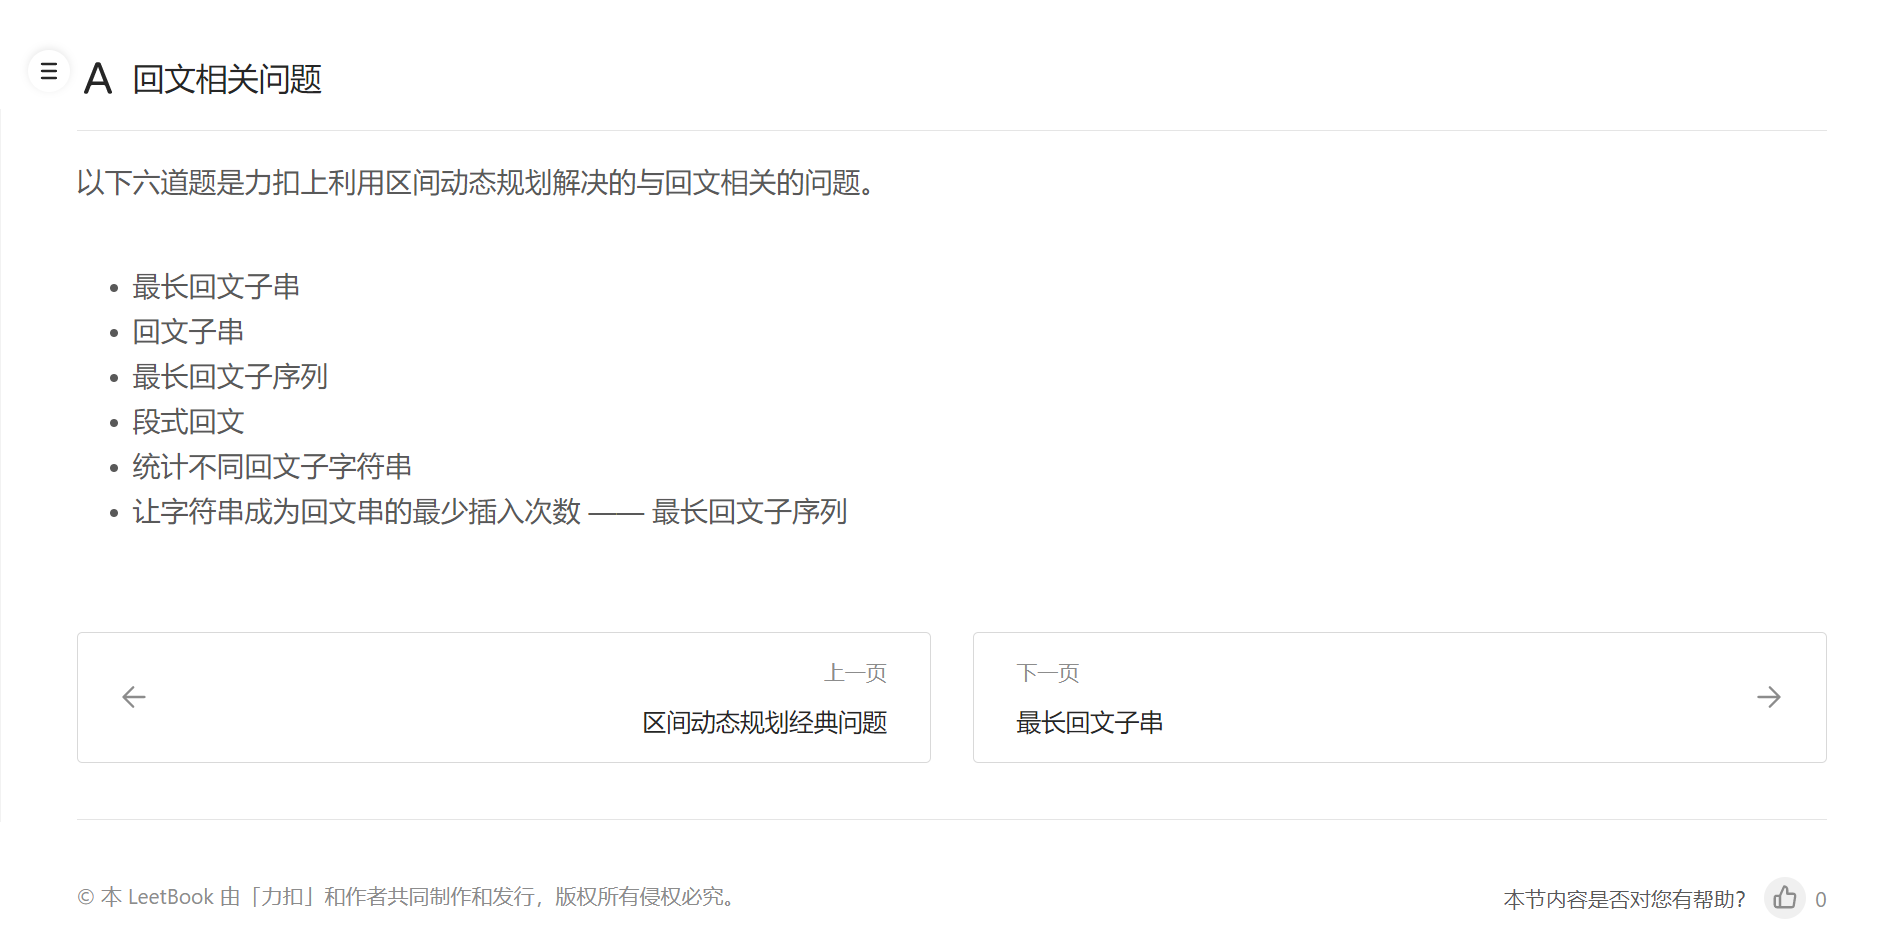 A 回文相关问题
以下六道题是力扣上利用区间动态规划解决的与回文相关的问题。
• 最长回文子串
• 回文子串
• 最长回文子序列
• 段式回文
• 统计不同回文子字符串
• 让字符串成为回文串的最少插入次数 —— 最长回文子序列
上一页
区间动态规划经典问题
下一页
最长回文子串
© 本 LeetBook 由「力扣」和作者共同制作和发行，版权所有侵权必究。
本节内容是否对您有帮助？ 0